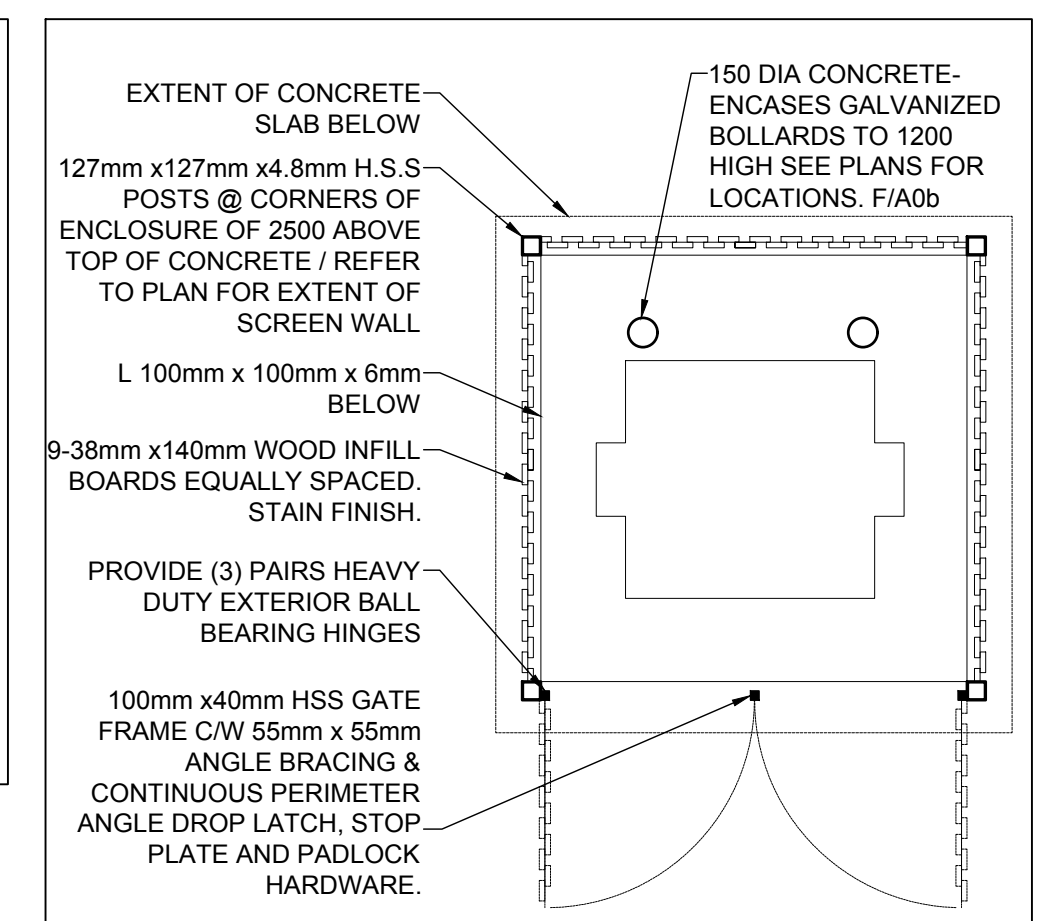 EXTENT OF CONCRETE
SLAB BELOW
127mm x127mm x4.8mm H.S.S
POSTS @ CORNERS OF
ENCLOSURE OF 2500 ABOVE
TOP OF CONCRETE / REFER
TO PLAN FOR EXTENT OF
SCREEN WALL
L 100mm x 100mm x 6mm
BELOW
9-38mm x140mm WOOD INFILL
BOARDS EQUALLY SPACED.
STAIN FINISH.
PROVIDE (3) PAIRS HEAVY
DUTY EXTERIOR BALL
BEARING HINGES
100mm x40mm HSS GATE
FRAME C/W 55mm x 55mm
ANGLE BRACING &
CONTINUOUS PERIMETER
ANGLE DROP LATCH, STOP
PLATE AND PADLOCK
HARDWARE.
150 DIA CONCRETE-
ENCASES GALVANIZED
BOLLARDS TO 1200
HIGH SEE PLANS FOR
LOCATIONS. F/A0b